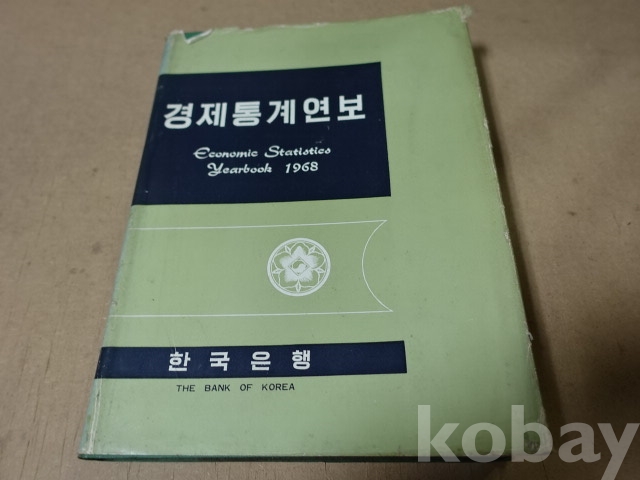 경제통계연보
Economic Statistics
Yearbook 1968
한국은행
THE BANK OF KOREA
kobay